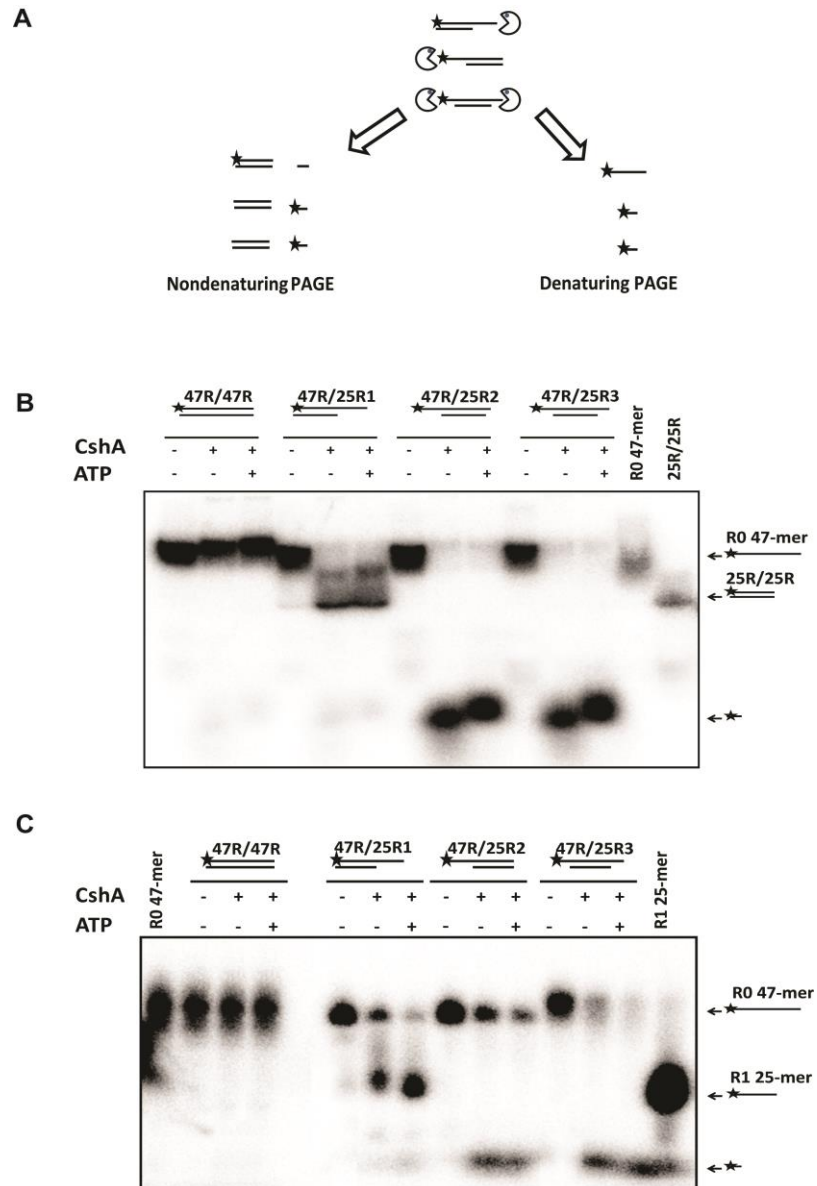 A
Nondenaturing PAGE
Denaturing PAGE
B
47R/47R 47R/25R1 47R/25R2 47R/25R3 R0 47-mer 25R/25R
CshA - + + - + + - + + - + +
ATP - - + - - + - - + - - +
R0 47-mer
25R/25R
C
R0 47-mer 47R/47R 47R/25R1 47R/25R2 47R/25R3 R1 25-mer
CshA - + + - + + - + + - + +
ATP - - + - - + - - + - - +
R0 47-mer
R1 25-mer